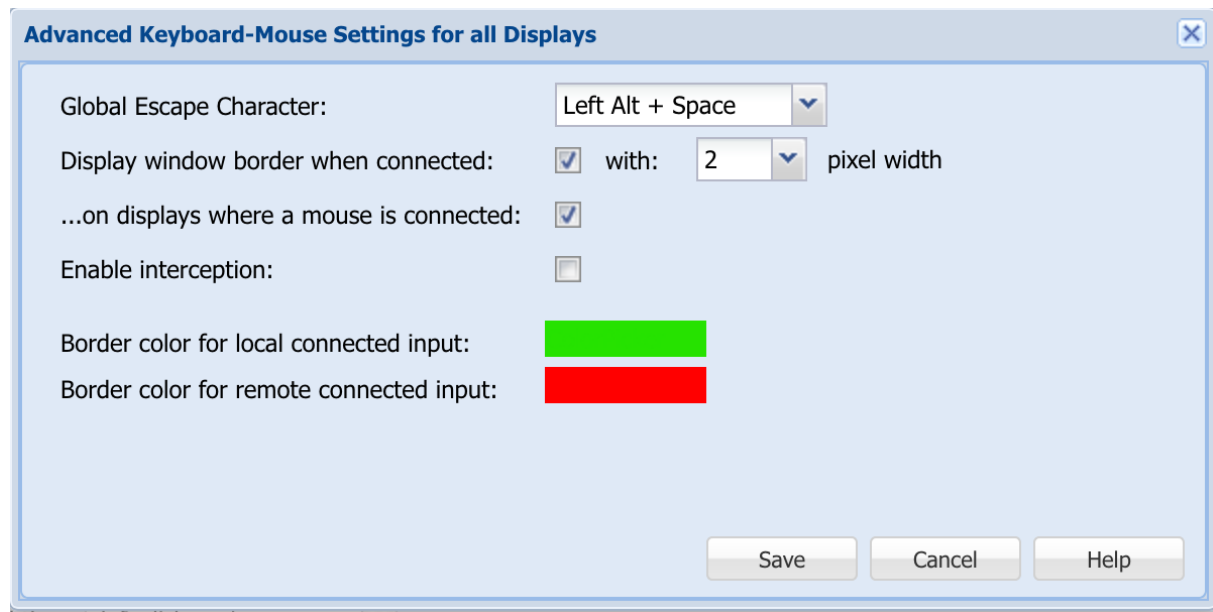 Advanced Keyboard-Mouse Settings for all Displays
Global Escape Character: Left Alt + Space
Display window border when connected: with: 2 pixel width
...on displays where a mouse is connected:
Enable interception:
Border color for local connected input:
Border color for remote connected input:
Save Cancel Help